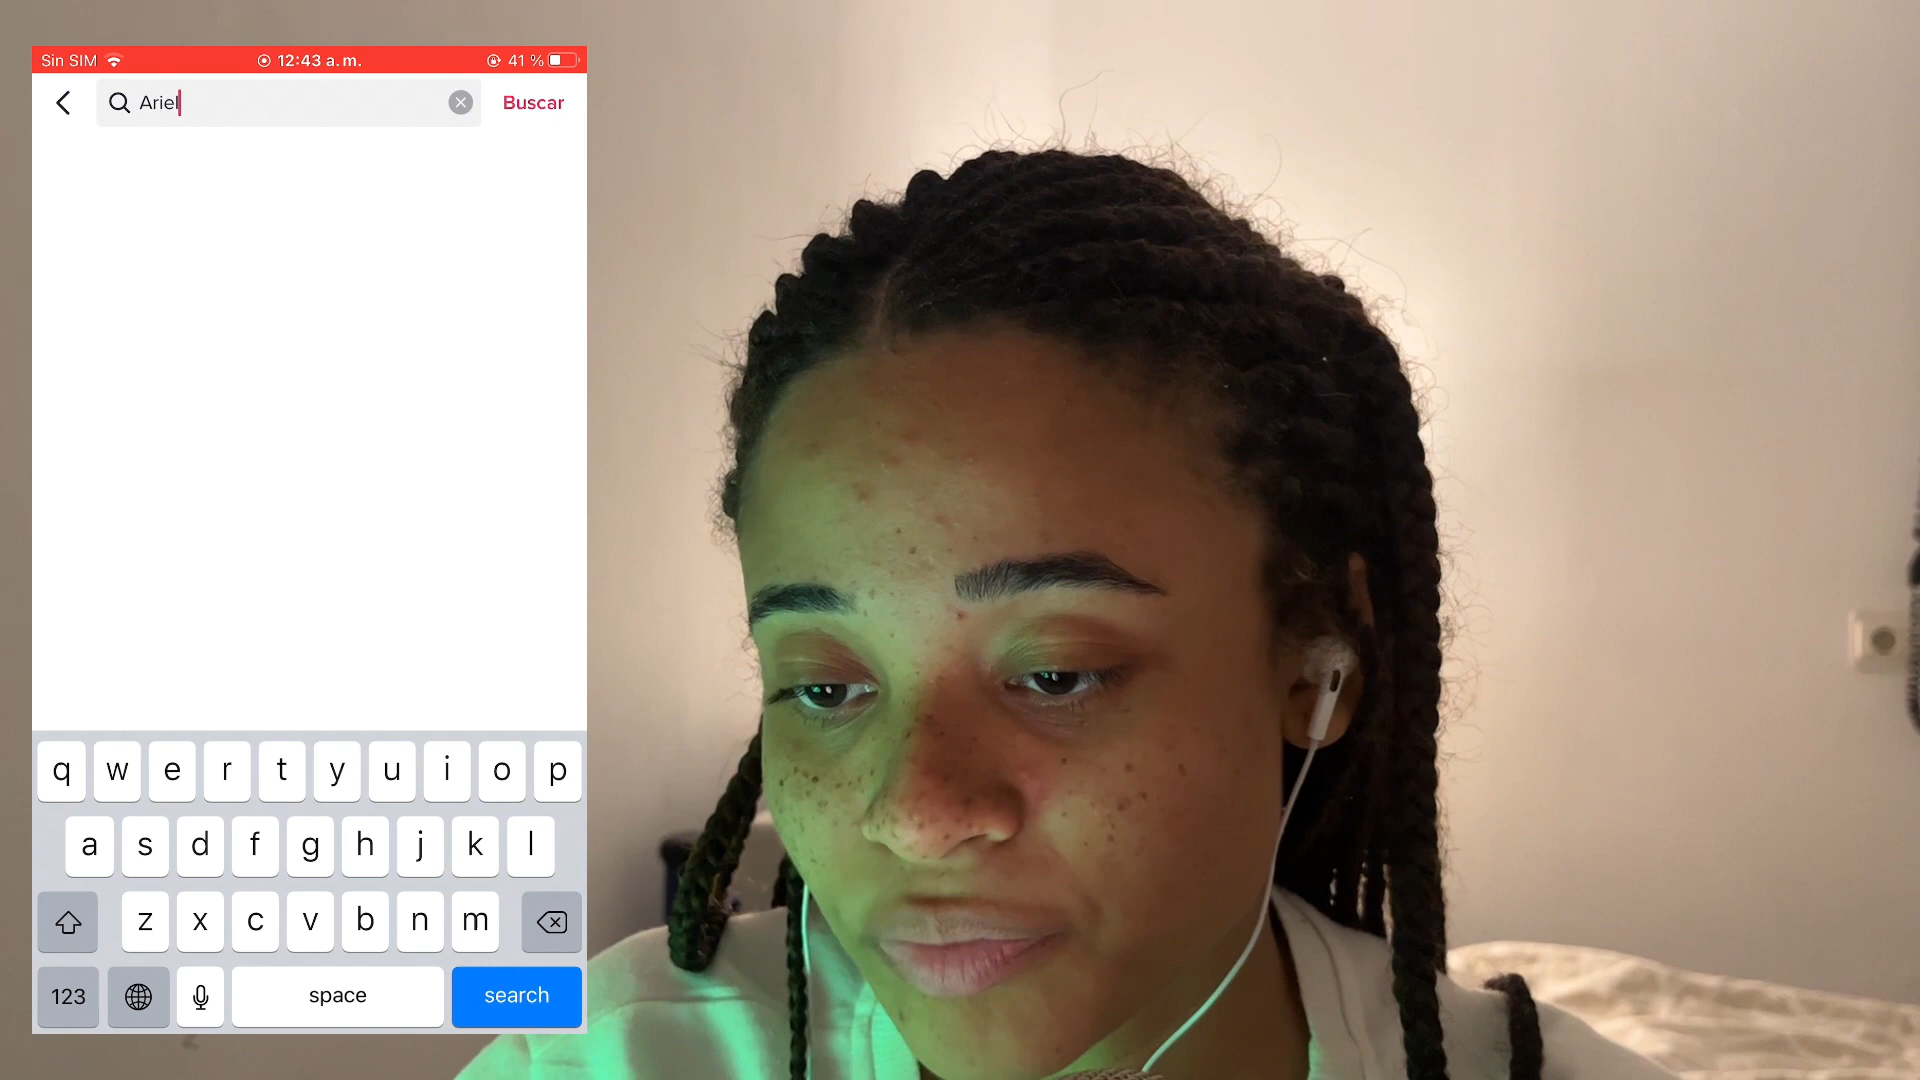 Sin SIM 12:43 a. m. 41 %
Ariel Buscar
q w e r t y u i o p
a s d f g h j k l
z x c v b n m
123 space search